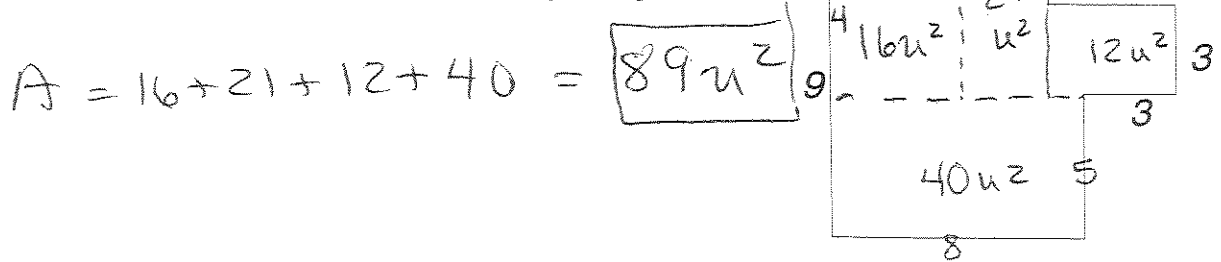 4 16u² u² 12u² 3
A = 16+21+12+40 = 89u² 9
3
40u² 5
8